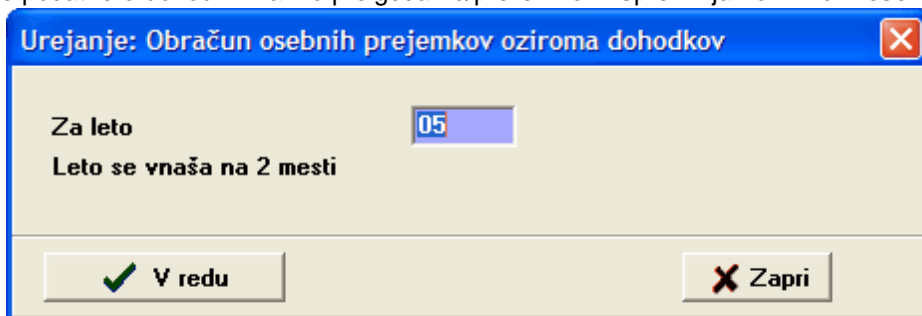 Urejanje: Obračun osebnih prejemkov oziroma dohodkov
Za leto 05
Leto se vnaša na 2 mesti
V redu Zapri